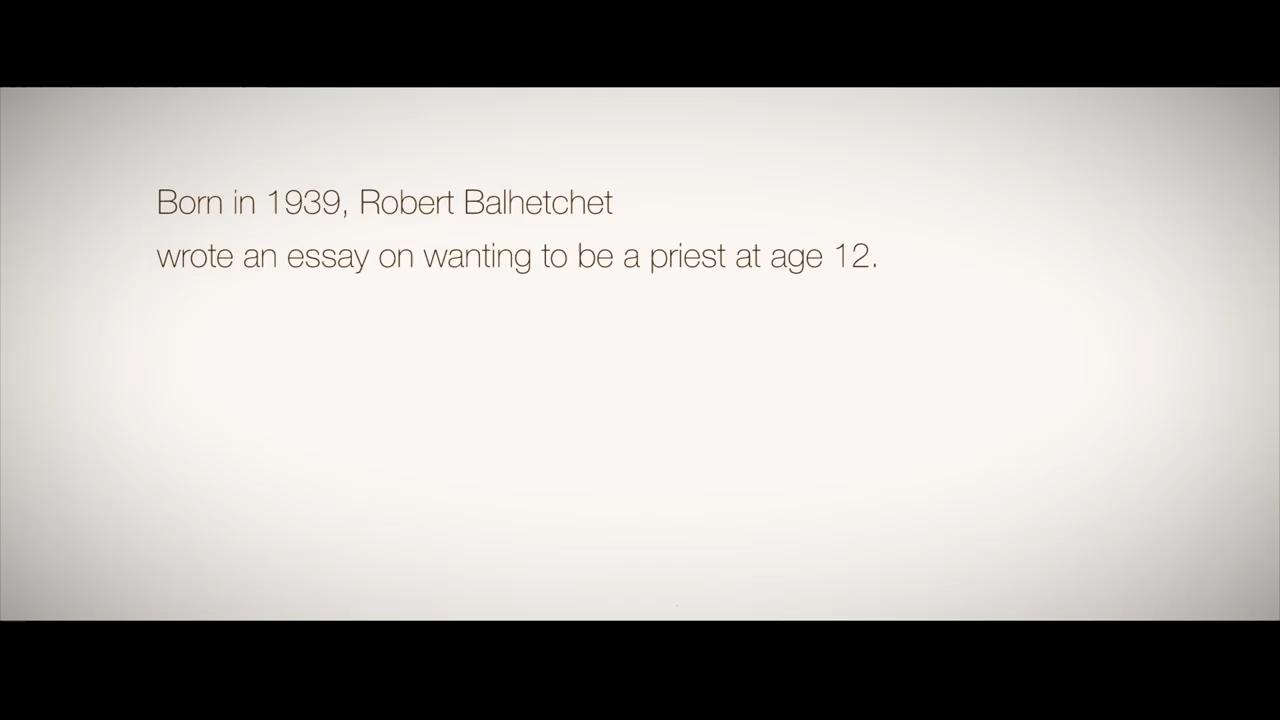 Born in 1939, Robert Balhetchet
wrote an essay on wanting to be a priest at age 12.